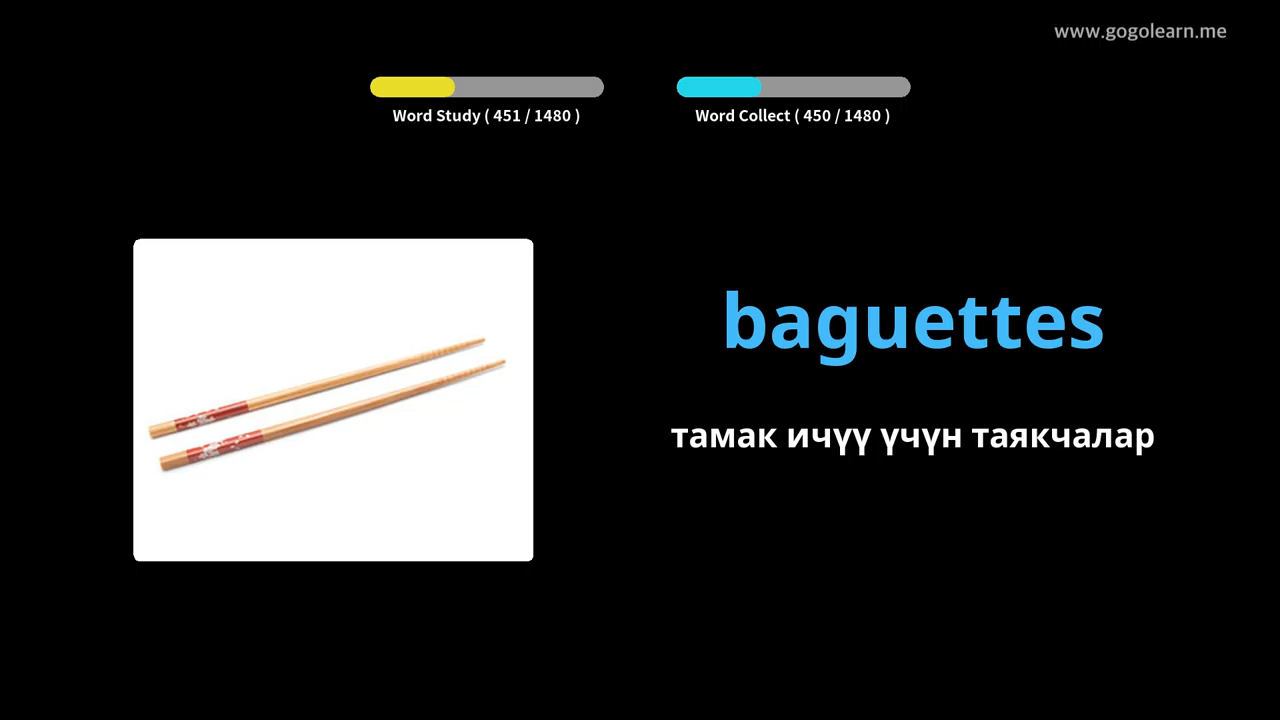 www.gogolearn.me
Word Study ( 451 / 1480 )
Word Collect ( 450 / 1480 )
baguettes
тамак ичүү үчүн таякчалар